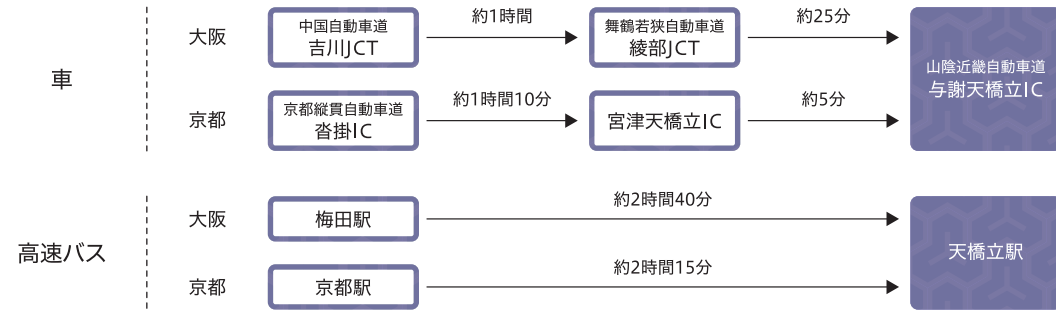 車
大阪
中国自動車道
吉川JCT
約1時間
舞鶴若狭自動車道
綾部JCT
約25分
京都
京都縦貫自動車道
沓掛IC
約1時間10分
宮津天橋立IC
約5分
山陰近畿自動車道
与謝天橋立IC
高速バス
大阪
梅田駅
約2時間40分
京都
京都駅
約2時間15分
天橋立駅